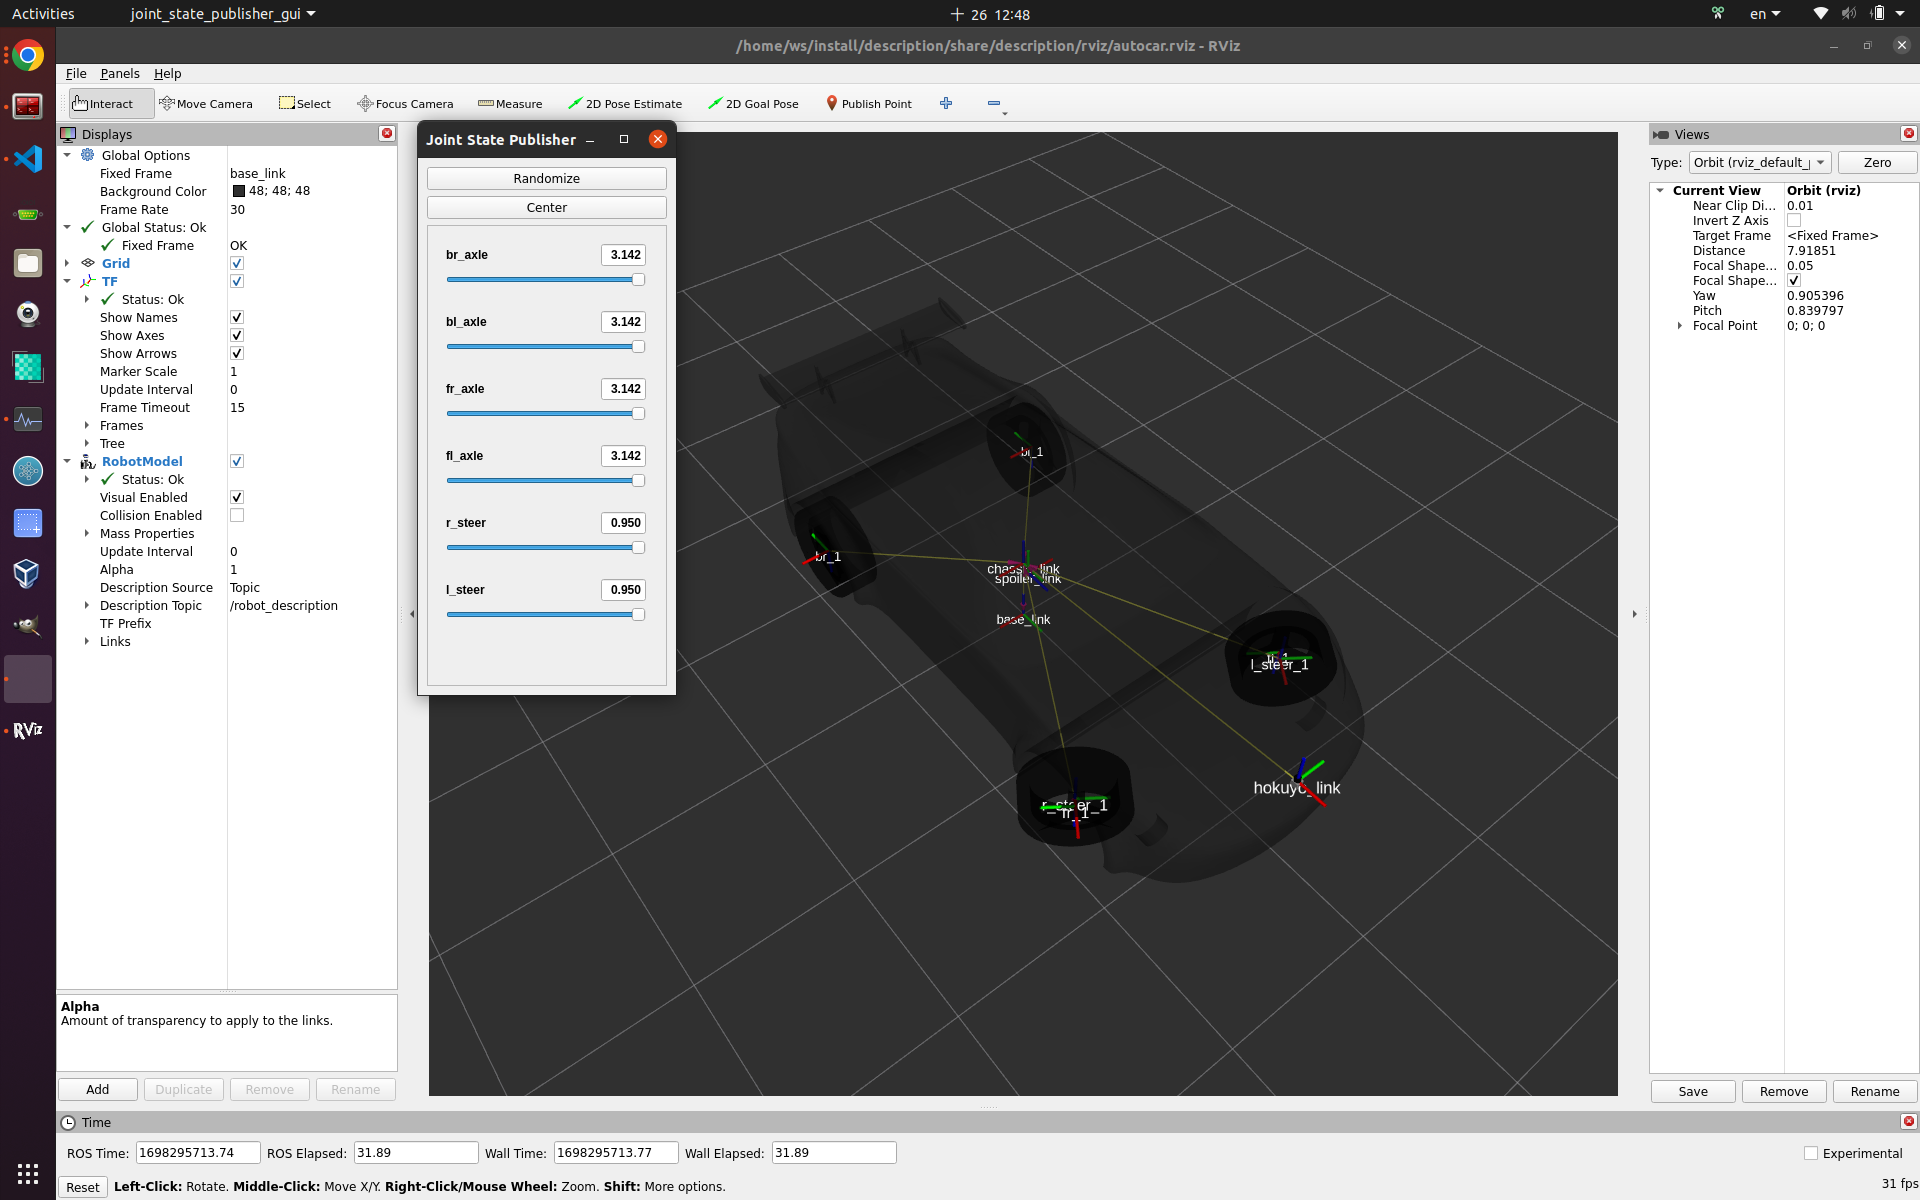 Activities
joint_state_publisher_gui
26 12:48
en
/home/ws/install/description/share/description/rviz/autocar.rviz - RViz
File Panels Help
Interact Move Camera Select Focus Camera Measure 2D Pose Estimate 2D Goal Pose Publish Point
Displays
Global Options
Fixed Frame base_link
Background Color 48; 48; 48
Frame Rate 30
Global Status: Ok
Fixed Frame OK
Grid
TF
Status: Ok
Show Names
Show Axes
Show Arrows
Marker Scale 1
Update Interval 0
Frame Timeout 15
Frames
Tree
RobotModel
Status: Ok
Visual Enabled
Collision Enabled
Mass Properties
Update Interval 0
Alpha 1
Description Source Topic
Description Topic /robot_description
TF Prefix
Links
Alpha
Amount of transparency to apply to the links.
Add Duplicate Remove Rename
Joint State Publisher
Randomize
Center
br_axle 3.142
bl_axle 3.142
fr_axle 3.142
fl_axle 3.142
r_steer 0.950
l_steer 0.950
br_1
br_1
chassis_link
spoiler_link
base_link
l_steer_1
r_steer_1
fr_1
hokuyo_link
Views
Type: Orbit (rviz_default_ Zero
Current View Orbit (rviz)
Near Clip Di... 0.01
Invert Z Axis
Target Frame <Fixed Frame>
Distance 7.91851
Focal Shape... 0.05
Focal Shape...
Yaw 0.905396
Pitch 0.839797
Focal Point 0; 0; 0
Save Remove Rename
RViz
Time
ROS Time: 1698295713.74 ROS Elapsed: 31.89 Wall Time: 1698295713.77 Wall Elapsed: 31.89
Experimental
Reset Left-Click: Rotate. Middle-Click: Move X/Y. Right-Click/Mouse Wheel: Zoom. Shift: More options.
31 fps